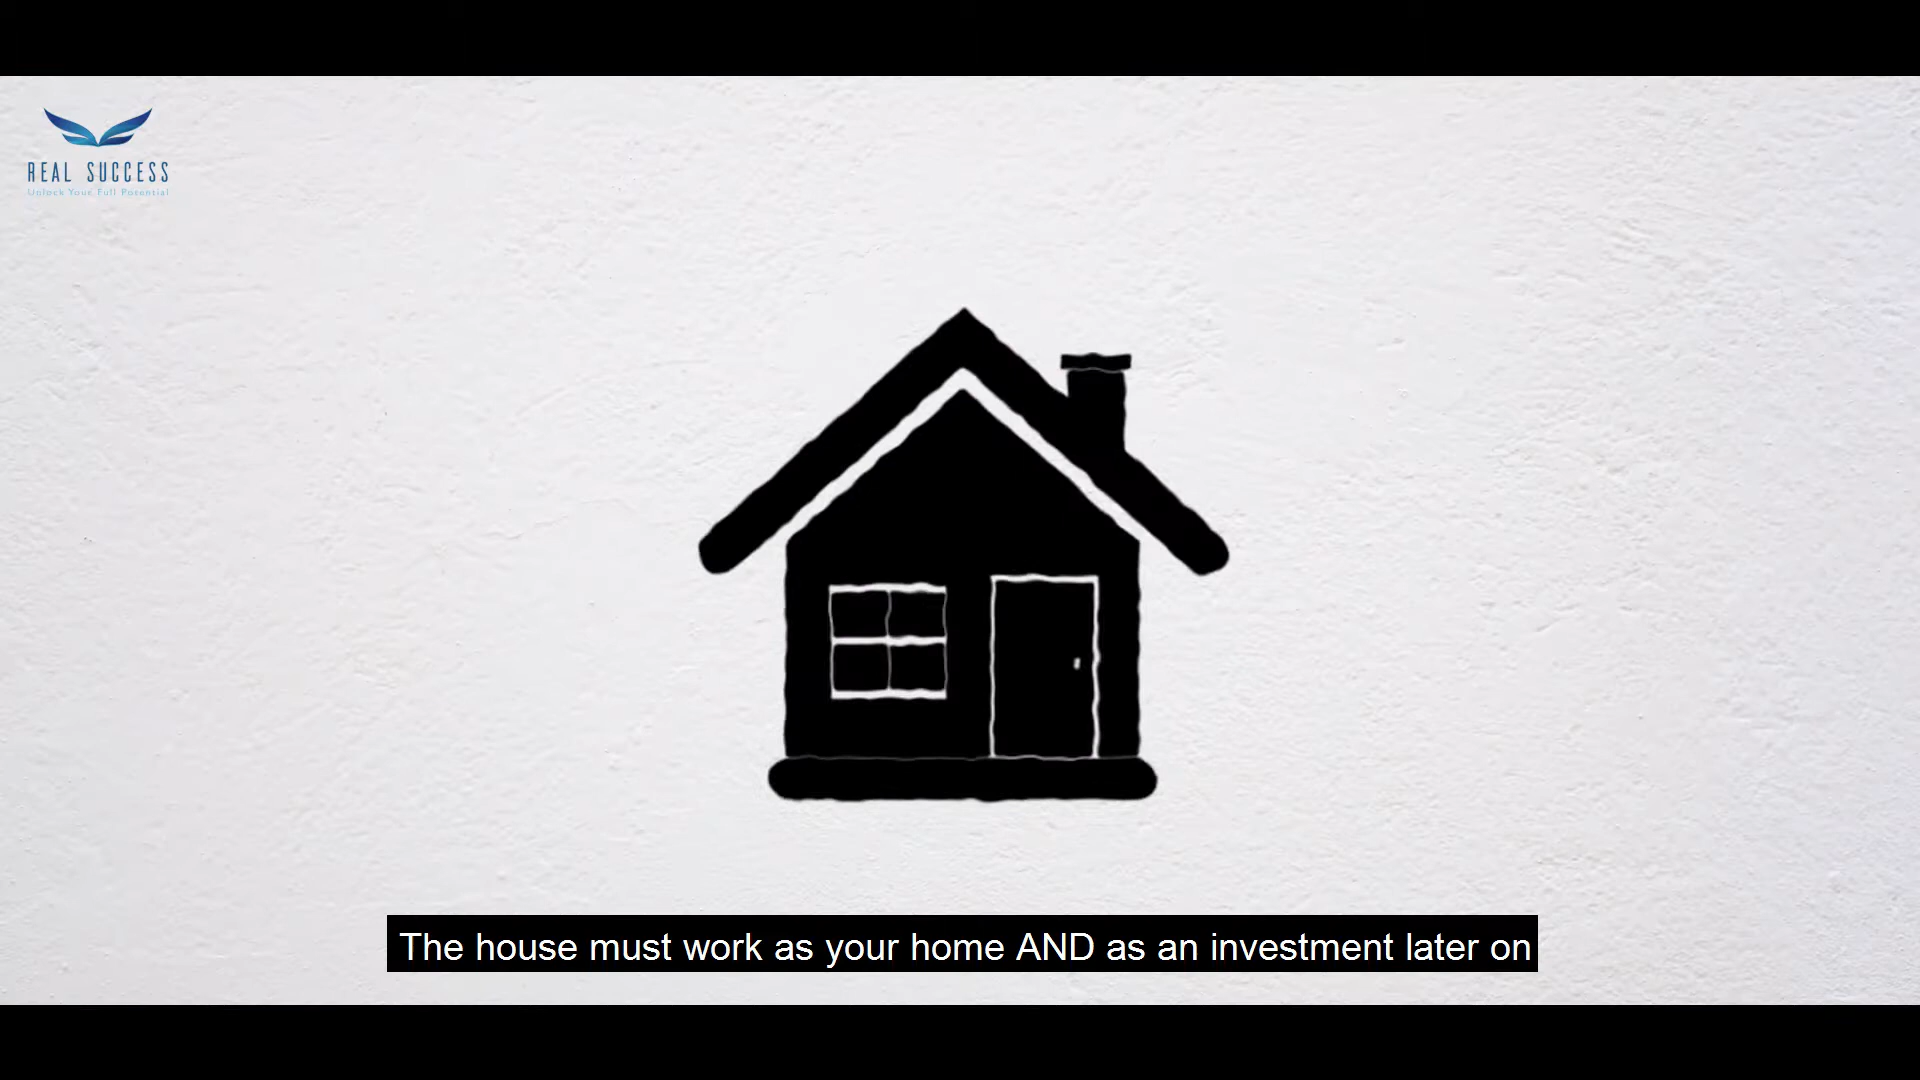 REAL SUCCESS
Unlock Your Full Potential
The house must work as your home AND as an investment later on